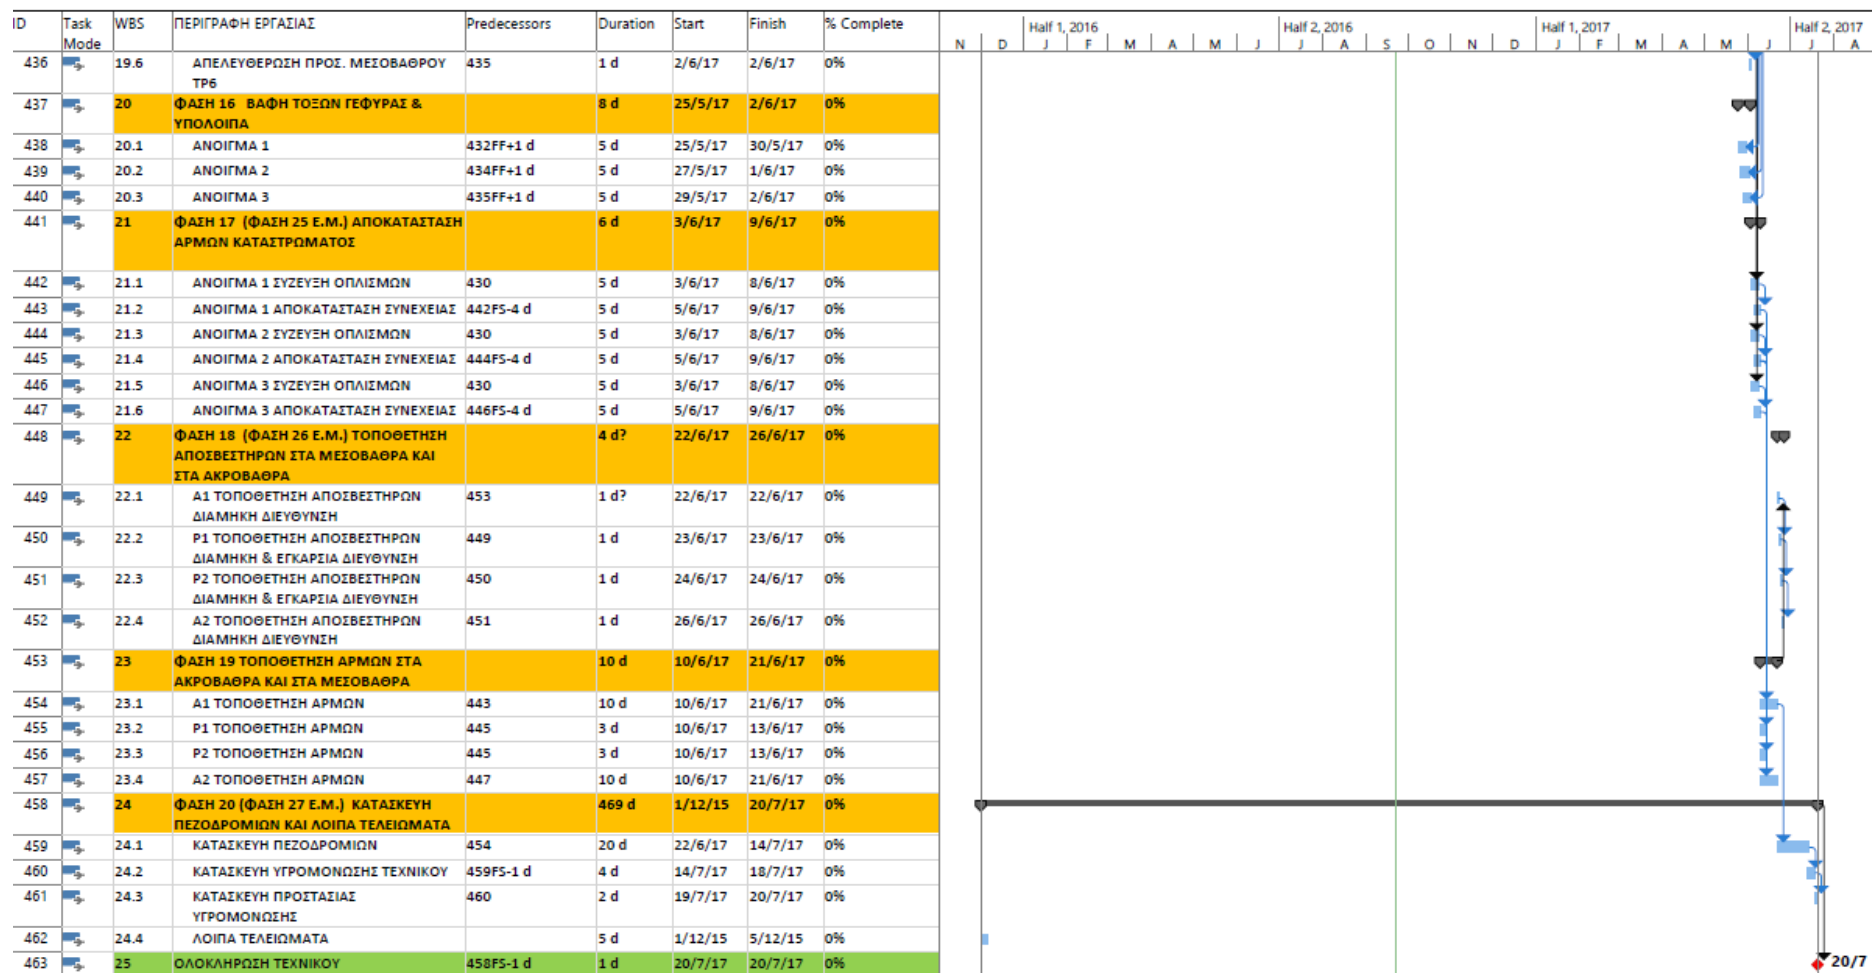 ID Task WBS ΠΕΡΙΓΡΑΦΗ ΕΡΓΑΣΙΑΣ Predecessors Duration Start Finish % Complete Half 1, 2016 Half 2, 2016 Half 1, 2017 Half 2, 2017
Mode N D J F M A M J J A S O N D J F M A M J J A
436 19.6 ΑΠΕΛΕΥΘΕΡΩΣΗ ΠΡΟΣ. ΜΕΣΟΒΑΘΡΟΥ 435 1 d 2/6/17 2/6/17 0%
ΤΡ6
437 20 ΦΑΣΗ 16 ΒΑΦΗ ΤΟΞΩΝ ΓΕΦΥΡΑΣ & 8 d 25/5/17 2/6/17 0%
ΥΠΟΛΟΙΠΑ
438 20.1 ΑΝΟΙΓΜΑ 1 432FF+1 d 5 d 25/5/17 30/5/17 0%
439 20.2 ΑΝΟΙΓΜΑ 2 434FF+1 d 5 d 27/5/17 1/6/17 0%
440 20.3 ΑΝΟΙΓΜΑ 3 435FF+1 d 5 d 29/5/17 2/6/17 0%
441 21 ΦΑΣΗ 17 (ΦΑΣΗ 25 Ε.Μ.) ΑΠΟΚΑΤΑΣΤΑΣΗ 6 d 3/6/17 9/6/17 0%
ΑΡΜΩΝ ΚΑΤΑΣΤΡΩΜΑΤΟΣ
442 21.1 ΑΝΟΙΓΜΑ 1 ΣΥΖΕΥΞΗ ΟΠΛΙΣΜΩΝ 430 5 d 3/6/17 8/6/17 0%
443 21.2 ΑΝΟΙΓΜΑ 1 ΑΠΟΚΑΤΑΣΤΑΣΗ ΣΥΝΕΧΕΙΑΣ 442FS-4 d 5 d 5/6/17 9/6/17 0%
444 21.3 ΑΝΟΙΓΜΑ 2 ΣΥΖΕΥΞΗ ΟΠΛΙΣΜΩΝ 430 5 d 3/6/17 8/6/17 0%
445 21.4 ΑΝΟΙΓΜΑ 2 ΑΠΟΚΑΤΑΣΤΑΣΗ ΣΥΝΕΧΕΙΑΣ 444FS-4 d 5 d 5/6/17 9/6/17 0%
446 21.5 ΑΝΟΙΓΜΑ 3 ΣΥΖΕΥΞΗ ΟΠΛΙΣΜΩΝ 430 5 d 3/6/17 8/6/17 0%
447 21.6 ΑΝΟΙΓΜΑ 3 ΑΠΟΚΑΤΑΣΤΑΣΗ ΣΥΝΕΧΕΙΑΣ 446FS-4 d 5 d 5/6/17 9/6/17 0%
448 22 ΦΑΣΗ 18 (ΦΑΣΗ 26 Ε.Μ.) ΤΟΠΟΘΕΤΗΣΗ 4 d? 22/6/17 26/6/17 0%
ΑΠΟΣΒΕΣΤΗΡΩΝ ΣΤΑ ΜΕΣΟΒΑΘΡΑ ΚΑΙ
ΣΤΑ ΑΚΡΟΒΑΘΡΑ
449 22.1 Α1 ΤΟΠΟΘΕΤΗΣΗ ΑΠΟΣΒΕΣΤΗΡΩΝ 453 1 d? 22/6/17 22/6/17 0%
ΔΙΑΜΗΚΗ ΔΙΕΥΘΥΝΣΗ
450 22.2 P1 ΤΟΠΟΘΕΤΗΣΗ ΑΠΟΣΒΕΣΤΗΡΩΝ 449 1 d 23/6/17 23/6/17 0%
ΔΙΑΜΗΚΗ & ΕΓΚΑΡΣΙΑ ΔΙΕΥΘΥΝΣΗ
451 22.3 P2 ΤΟΠΟΘΕΤΗΣΗ ΑΠΟΣΒΕΣΤΗΡΩΝ 450 1 d 24/6/17 24/6/17 0%
ΔΙΑΜΗΚΗ & ΕΓΚΑΡΣΙΑ ΔΙΕΥΘΥΝΣΗ
452 22.4 Α2 ΤΟΠΟΘΕΤΗΣΗ ΑΠΟΣΒΕΣΤΗΡΩΝ 451 1 d 26/6/17 26/6/17 0%
ΔΙΑΜΗΚΗ ΔΙΕΥΘΥΝΣΗ
453 23 ΦΑΣΗ 19 ΤΟΠΟΘΕΤΗΣΗ ΑΡΜΩΝ ΣΤΑ 10 d 10/6/17 21/6/17 0%
ΑΚΡΟΒΑΘΡΑ ΚΑΙ ΣΤΑ ΜΕΣΟΒΑΘΡΑ
454 23.1 Α1 ΤΟΠΟΘΕΤΗΣΗ ΑΡΜΩΝ 443 10 d 10/6/17 21/6/17 0%
455 23.2 P1 ΤΟΠΟΘΕΤΗΣΗ ΑΡΜΩΝ 445 3 d 10/6/17 13/6/17 0%
456 23.3 P2 ΤΟΠΟΘΕΤΗΣΗ ΑΡΜΩΝ 445 3 d 10/6/17 13/6/17 0%
457 23.4 Α2 ΤΟΠΟΘΕΤΗΣΗ ΑΡΜΩΝ 447 10 d 10/6/17 21/6/17 0%
458 24 ΦΑΣΗ 20 (ΦΑΣΗ 27 Ε.Μ.) ΚΑΤΑΣΚΕΥΗ 469 d 1/12/15 20/7/17 0%
ΠΕΖΟΔΡΟΜΙΩΝ ΚΑΙ ΛΟΙΠΑ ΤΕΛΕΙΩΜΑΤΑ
459 24.1 ΚΑΤΑΣΚΕΥΗ ΠΕΖΟΔΡΟΜΙΩΝ 454 20 d 22/6/17 14/7/17 0%
460 24.2 ΚΑΤΑΣΚΕΥΗ ΥΓΡΟΜΟΝΩΣΗΣ ΤΕΧΝΙΚΟΥ 459FS-1 d 4 d 14/7/17 18/7/17 0%
461 24.3 ΚΑΤΑΣΚΕΥΗ ΠΡΟΣΤΑΣΙΑΣ 460 2 d 19/7/17 20/7/17 0%
ΥΓΡΟΜΟΝΩΣΗΣ
462 24.4 ΛΟΙΠΑ ΤΕΛΕΙΩΜΑΤΑ 5 d 1/12/15 5/12/15 0%
463 25 ΟΛΟΚΛΗΡΩΣΗ ΤΕΧΝΙΚΟΥ 458FS-1 d 1 d 20/7/17 20/7/17 0% 20/7